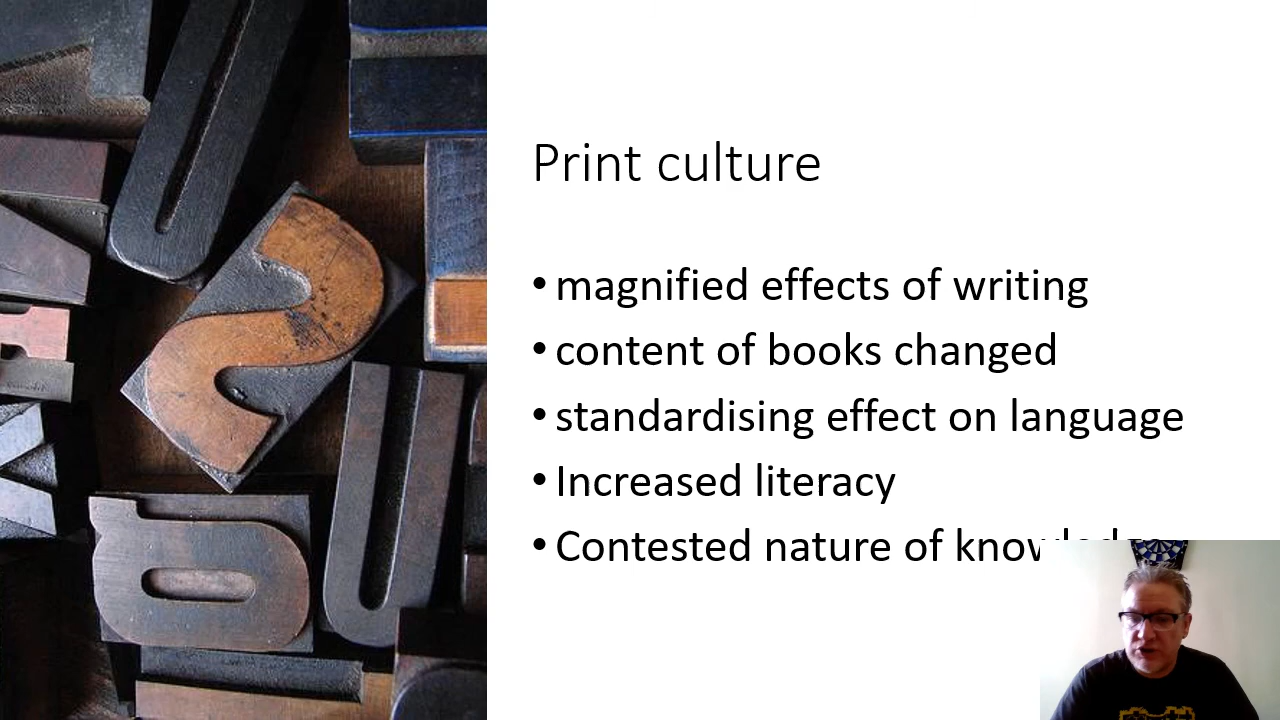 Print culture
• magnified effects of writing
• content of books changed
• standardising effect on language
• Increased literacy
• Contested nature of